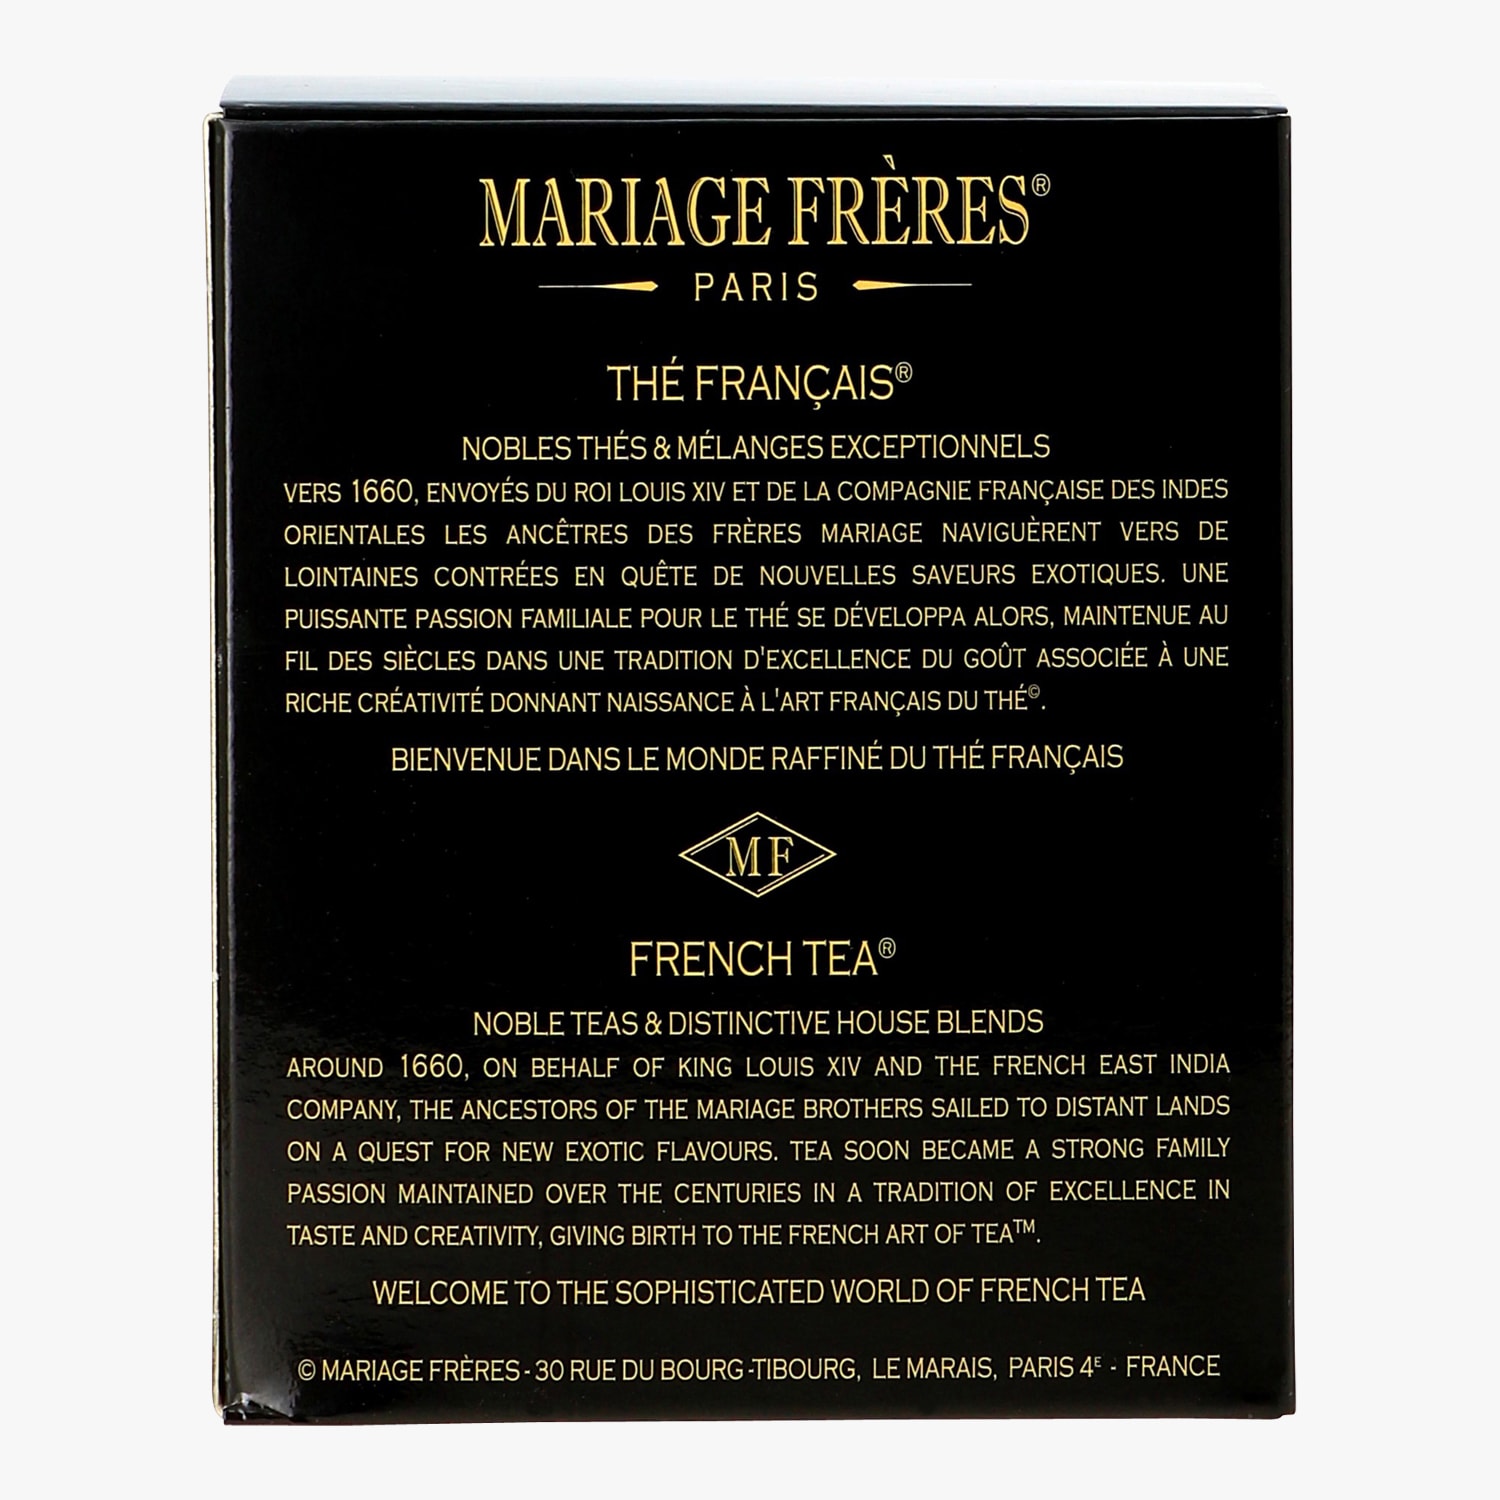 MARIAGE FRÈRES®
PARIS
THÉ FRANÇAIS®
NOBLES THÉS & MÉLANGES EXCEPTIONNELS
VERS 1660, ENVOYÉS DU ROI LOUIS XIV ET DE LA COMPAGNIE FRANÇAISE DES INDES
ORIENTALES LES ANCÊTRES DES FRÈRES MARIAGE NAVIGUÈRENT VERS DE
LOINTAINES CONTRÉES EN QUÊTE DE NOUVELLES SAVEURS EXOTIQUES. UNE
PUISSANTE PASSION FAMILIALE POUR LE THÉ SE DÉVELOPPA ALORS, MAINTENUE AU
FIL DES SIÈCLES DANS UNE TRADITION D'EXCELLENCE DU GOÛT ASSOCIÉE À UNE
RICHE CRÉATIVITÉ DONNANT NAISSANCE À L'ART FRANÇAIS DU THÉ©.
BIENVENUE DANS LE MONDE RAFFINÉ DU THÉ FRANÇAIS
MF
FRENCH TEA®
NOBLE TEAS & DISTINCTIVE HOUSE BLENDS
AROUND 1660, ON BEHALF OF KING LOUIS XIV AND THE FRENCH EAST INDIA
COMPANY, THE ANCESTORS OF THE MARIAGE BROTHERS SAILED TO DISTANT LANDS
ON A QUEST FOR NEW EXOTIC FLAVOURS. TEA SOON BECAME A STRONG FAMILY
PASSION MAINTAINED OVER THE CENTURIES IN A TRADITION OF EXCELLENCE IN
TASTE AND CREATIVITY, GIVING BIRTH TO THE FRENCH ART OF TEA™.
WELCOME TO THE SOPHISTICATED WORLD OF FRENCH TEA
© MARIAGE FRÈRES - 30 RUE DU BOURG-TIBOURG, LE MARAIS, PARIS 4ᴱ - FRANCE